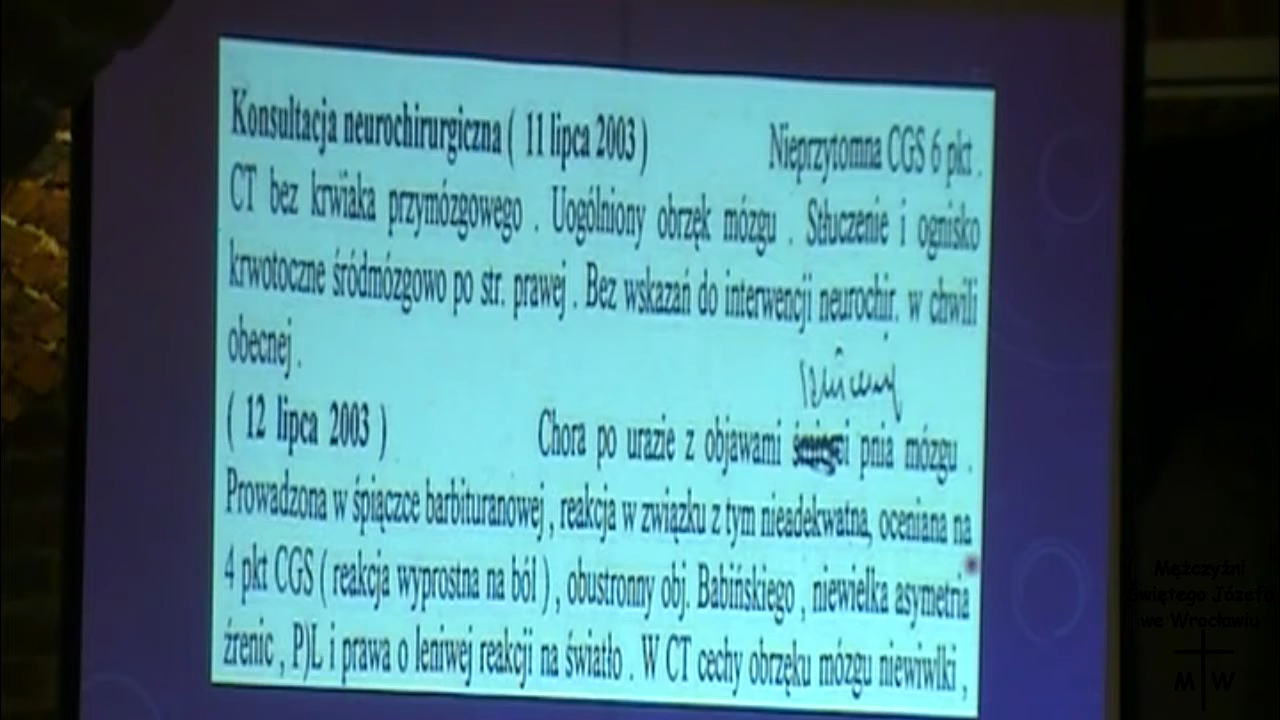 Konsultacja neurochirurgiczna ( 11 lipca 2003 ) Nieprzytomna CGS 6 pkt .
CT bez krwiaka przymózgowego . Uogólniony obrzęk mózgu . Stłuczenie i ognisko
krwotoczne śródmózgowo po str. prawej . Bez wskazań do interwencji neurochir. w chwili
obecnej .
( 12 lipca 2003 ) Chora po urazie z objawami pnia mózgu .
Prowadzona w śpiączce barbituranowej , reakcja w związku z tym nieadekwatna, oceniana na
4 pkt CGS ( reakcja wyprostna na ból ) , obustronny obj. Babińskiego , niewielka asymetria
źrenic , P)L i prawa o leniwej reakcji na światło . W CT cechy obrzęku mózgu niewiwlki ,
Mężczyźni
Świętego Józefa
we Wrocławiu
M W